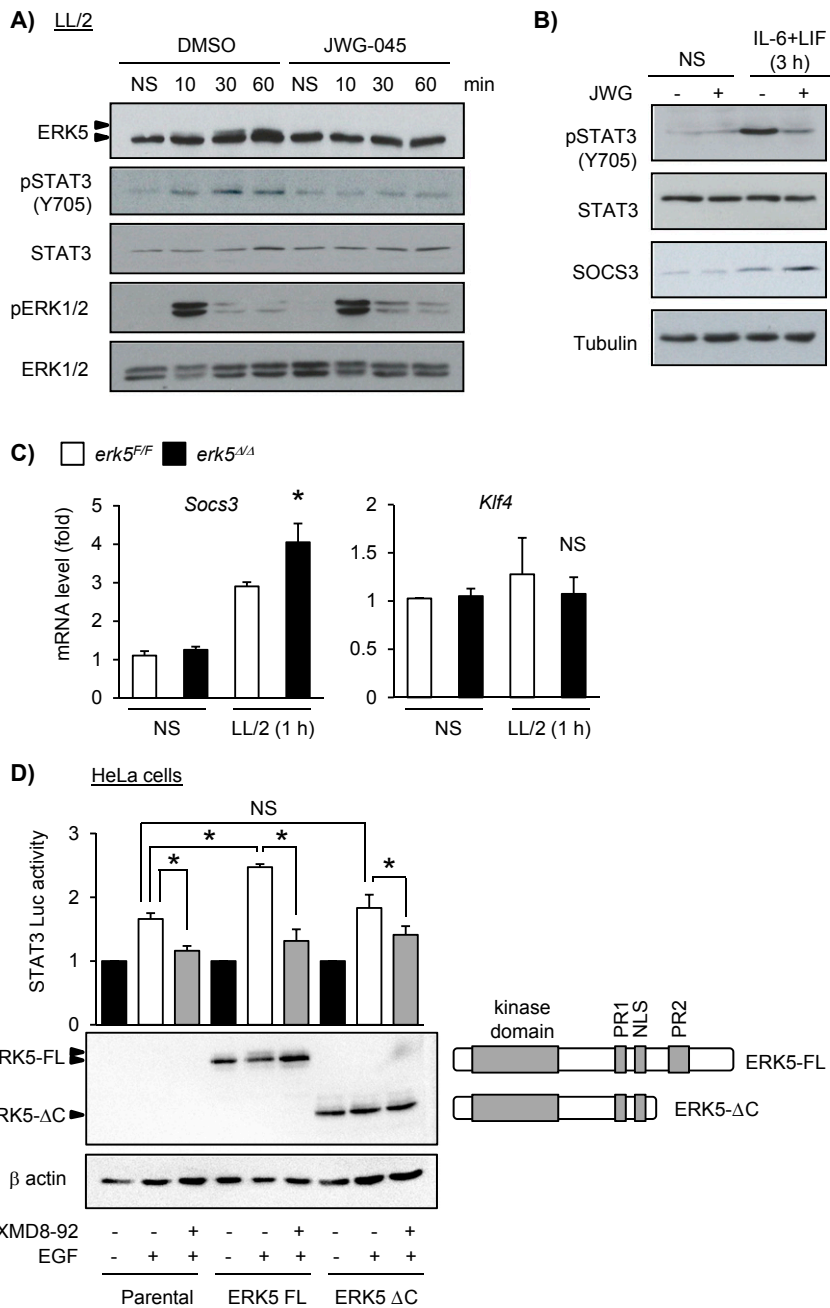 A) LL/2
DMSO JWG-045
NS 10 30 60 NS 10 30 60 min
ERK5
pSTAT3
(Y705)
STAT3
pERK1/2
ERK1/2
B)
NS IL-6+LIF
(3 h)
JWG - + - +
pSTAT3
(Y705)
STAT3
SOCS3
Tubulin
C) erk5F/F erk5Δ/Δ
Socs3
mRNA level (fold)
5
4
3
2
1
0
*
NS LL/2 (1 h)
Klf4
2
1.5
1
0.5
0
NS
NS LL/2 (1 h)
D) HeLa cells
NS
* * * *
STAT3 Luc activity
3
2
1
0
ERK5-FL
ERK5-ΔC
β actin
XMD8-92 - - + - - + - - +
EGF - + + - + + - + +
Parental ERK5 FL ERK5 ΔC
kinase
domain
PR1
NLS
PR2
ERK5-FL
ERK5-ΔC